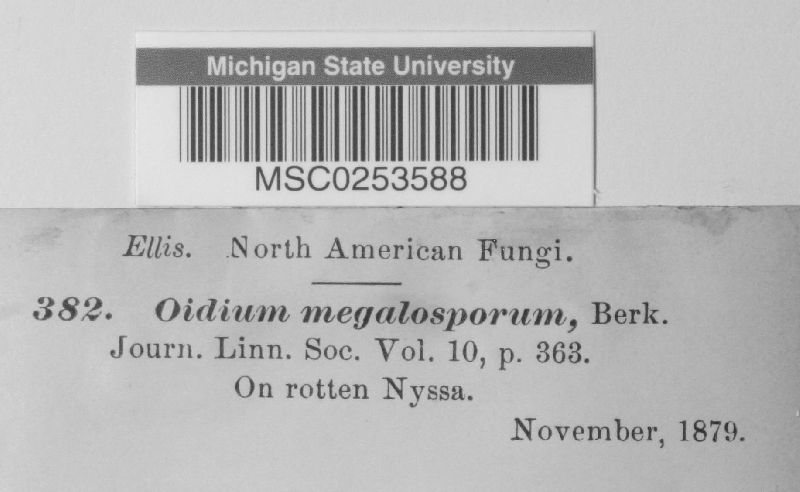 Michigan State University
MSC0253588
Ellis. North American Fungi.
382. Oidium megalosporum, Berk.
Journ. Linn. Soc. Vol. 10, p. 363.
On rotten Nyssa.
November, 1879.